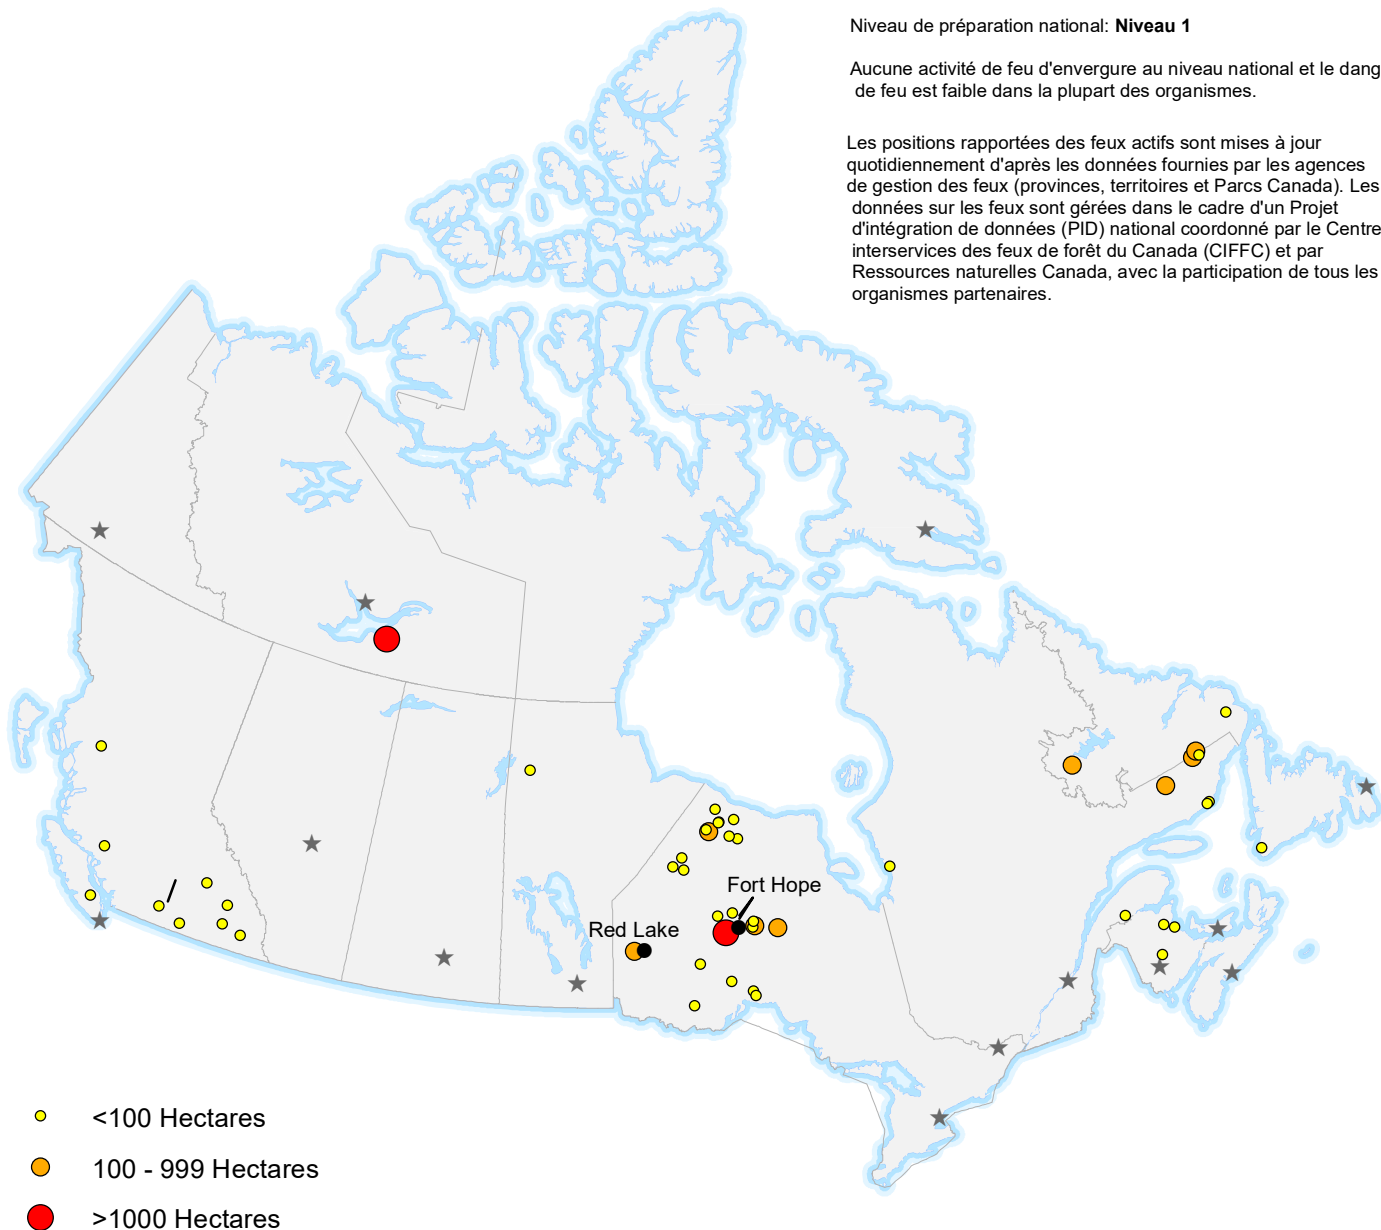 Niveau de préparation national: Niveau 1
Aucune activité de feu d'envergure au niveau national et le dang
de feu est faible dans la plupart des organismes.
Les positions rapportées des feux actifs sont mises à jour
quotidiennement d'après les données fournies par les agences
de gestion des feux (provinces, territoires et Parcs Canada). Les
données sur les feux sont gérées dans le cadre d'un Projet
d'intégration de données (PID) national coordonné par le Centre
interservices des feux de forêt du Canada (CIFFC) et par
Ressources naturelles Canada, avec la participation de tous les
organismes partenaires.
Fort Hope
Red Lake
<100 Hectares
100 - 999 Hectares
>1000 Hectares